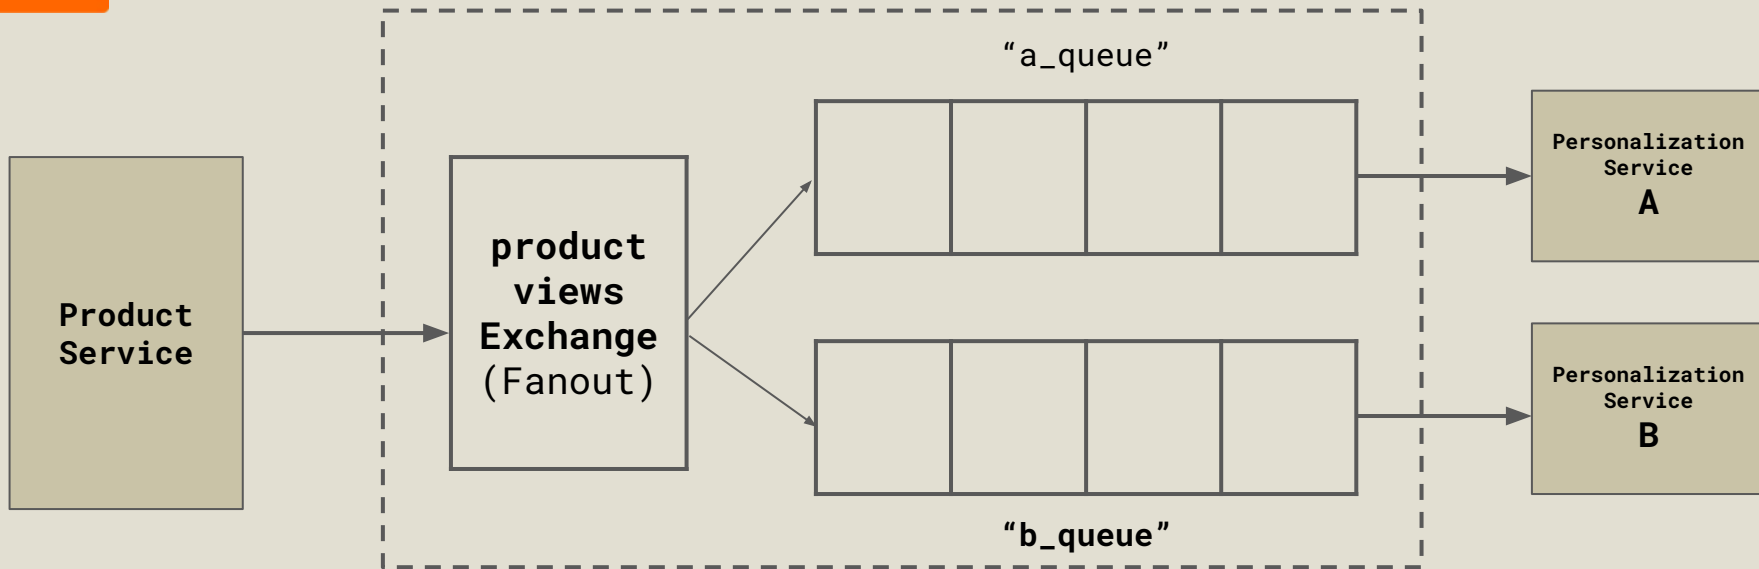 “a_queue”
Product
Service
product
views
Exchange
(Fanout)
Personalization
Service
A
Personalization
Service
B
“b_queue”